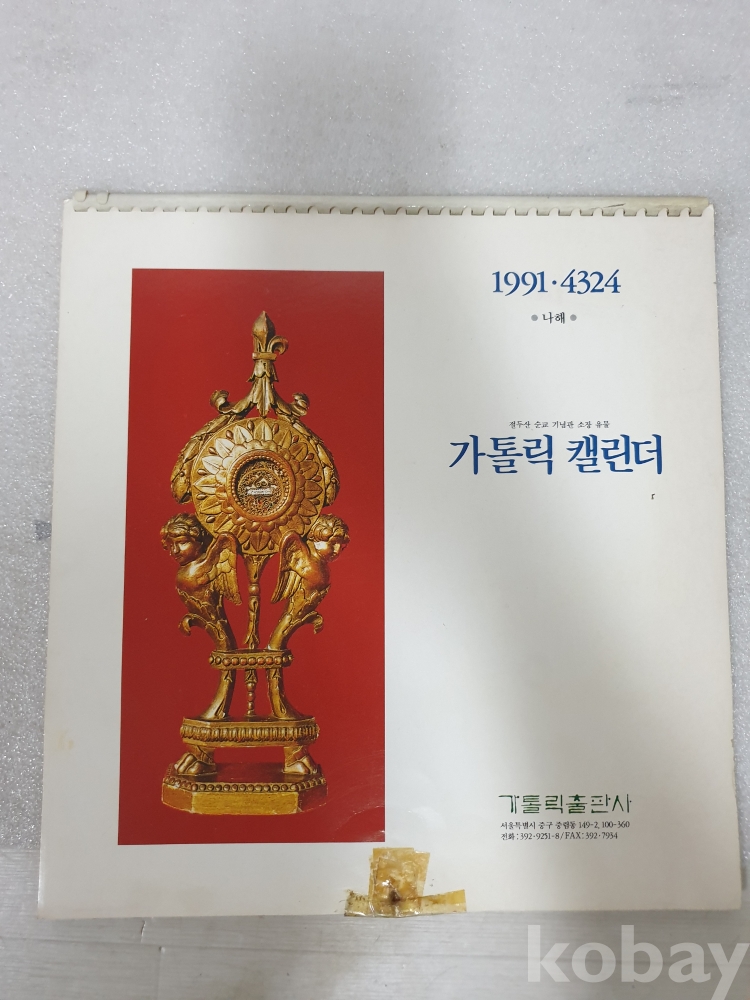 1991·4324
• 나해 •
절두산 순교 기념관 소장 유물
가톨릭 캘린더
가톨릭출판사
서울특별시 중구 중림동 149-2, 100-360
전화 : 392·9251-8 / FAX : 392·7934
kobay